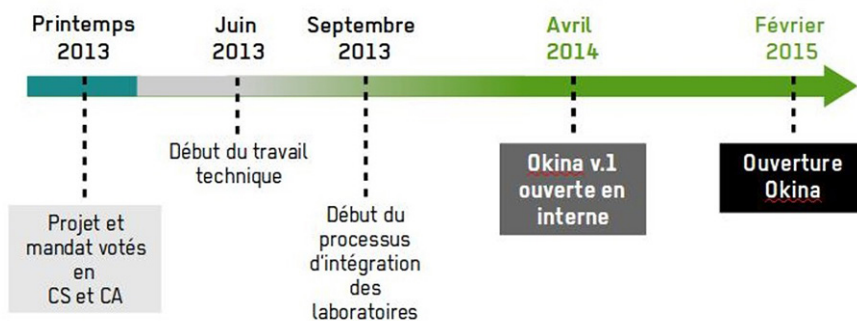 Printemps
2013
Juin
2013
Septembre
2013
Avril
2014
Février
2015
Début du travail
technique
Okina v.1
ouverte en
interne
Ouverture
Okina
Projet et
mandat votés
en
CS et CA
Début du
processus
d'intégration
des
laboratoires